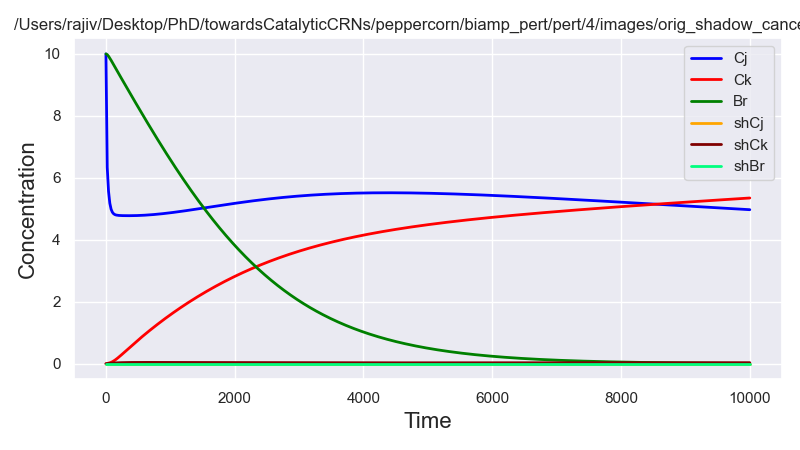 /Users/rajiv/Desktop/PhD/towardsCatalyticCRNs/peppercorn/biamp_pert/pert/4/images/orig_shadow_cance
Concentration
10
8
6
4
2
0
Cj
Ck
Br
shCj
shCk
shBr
0 2000 4000 6000 8000 10000
Time